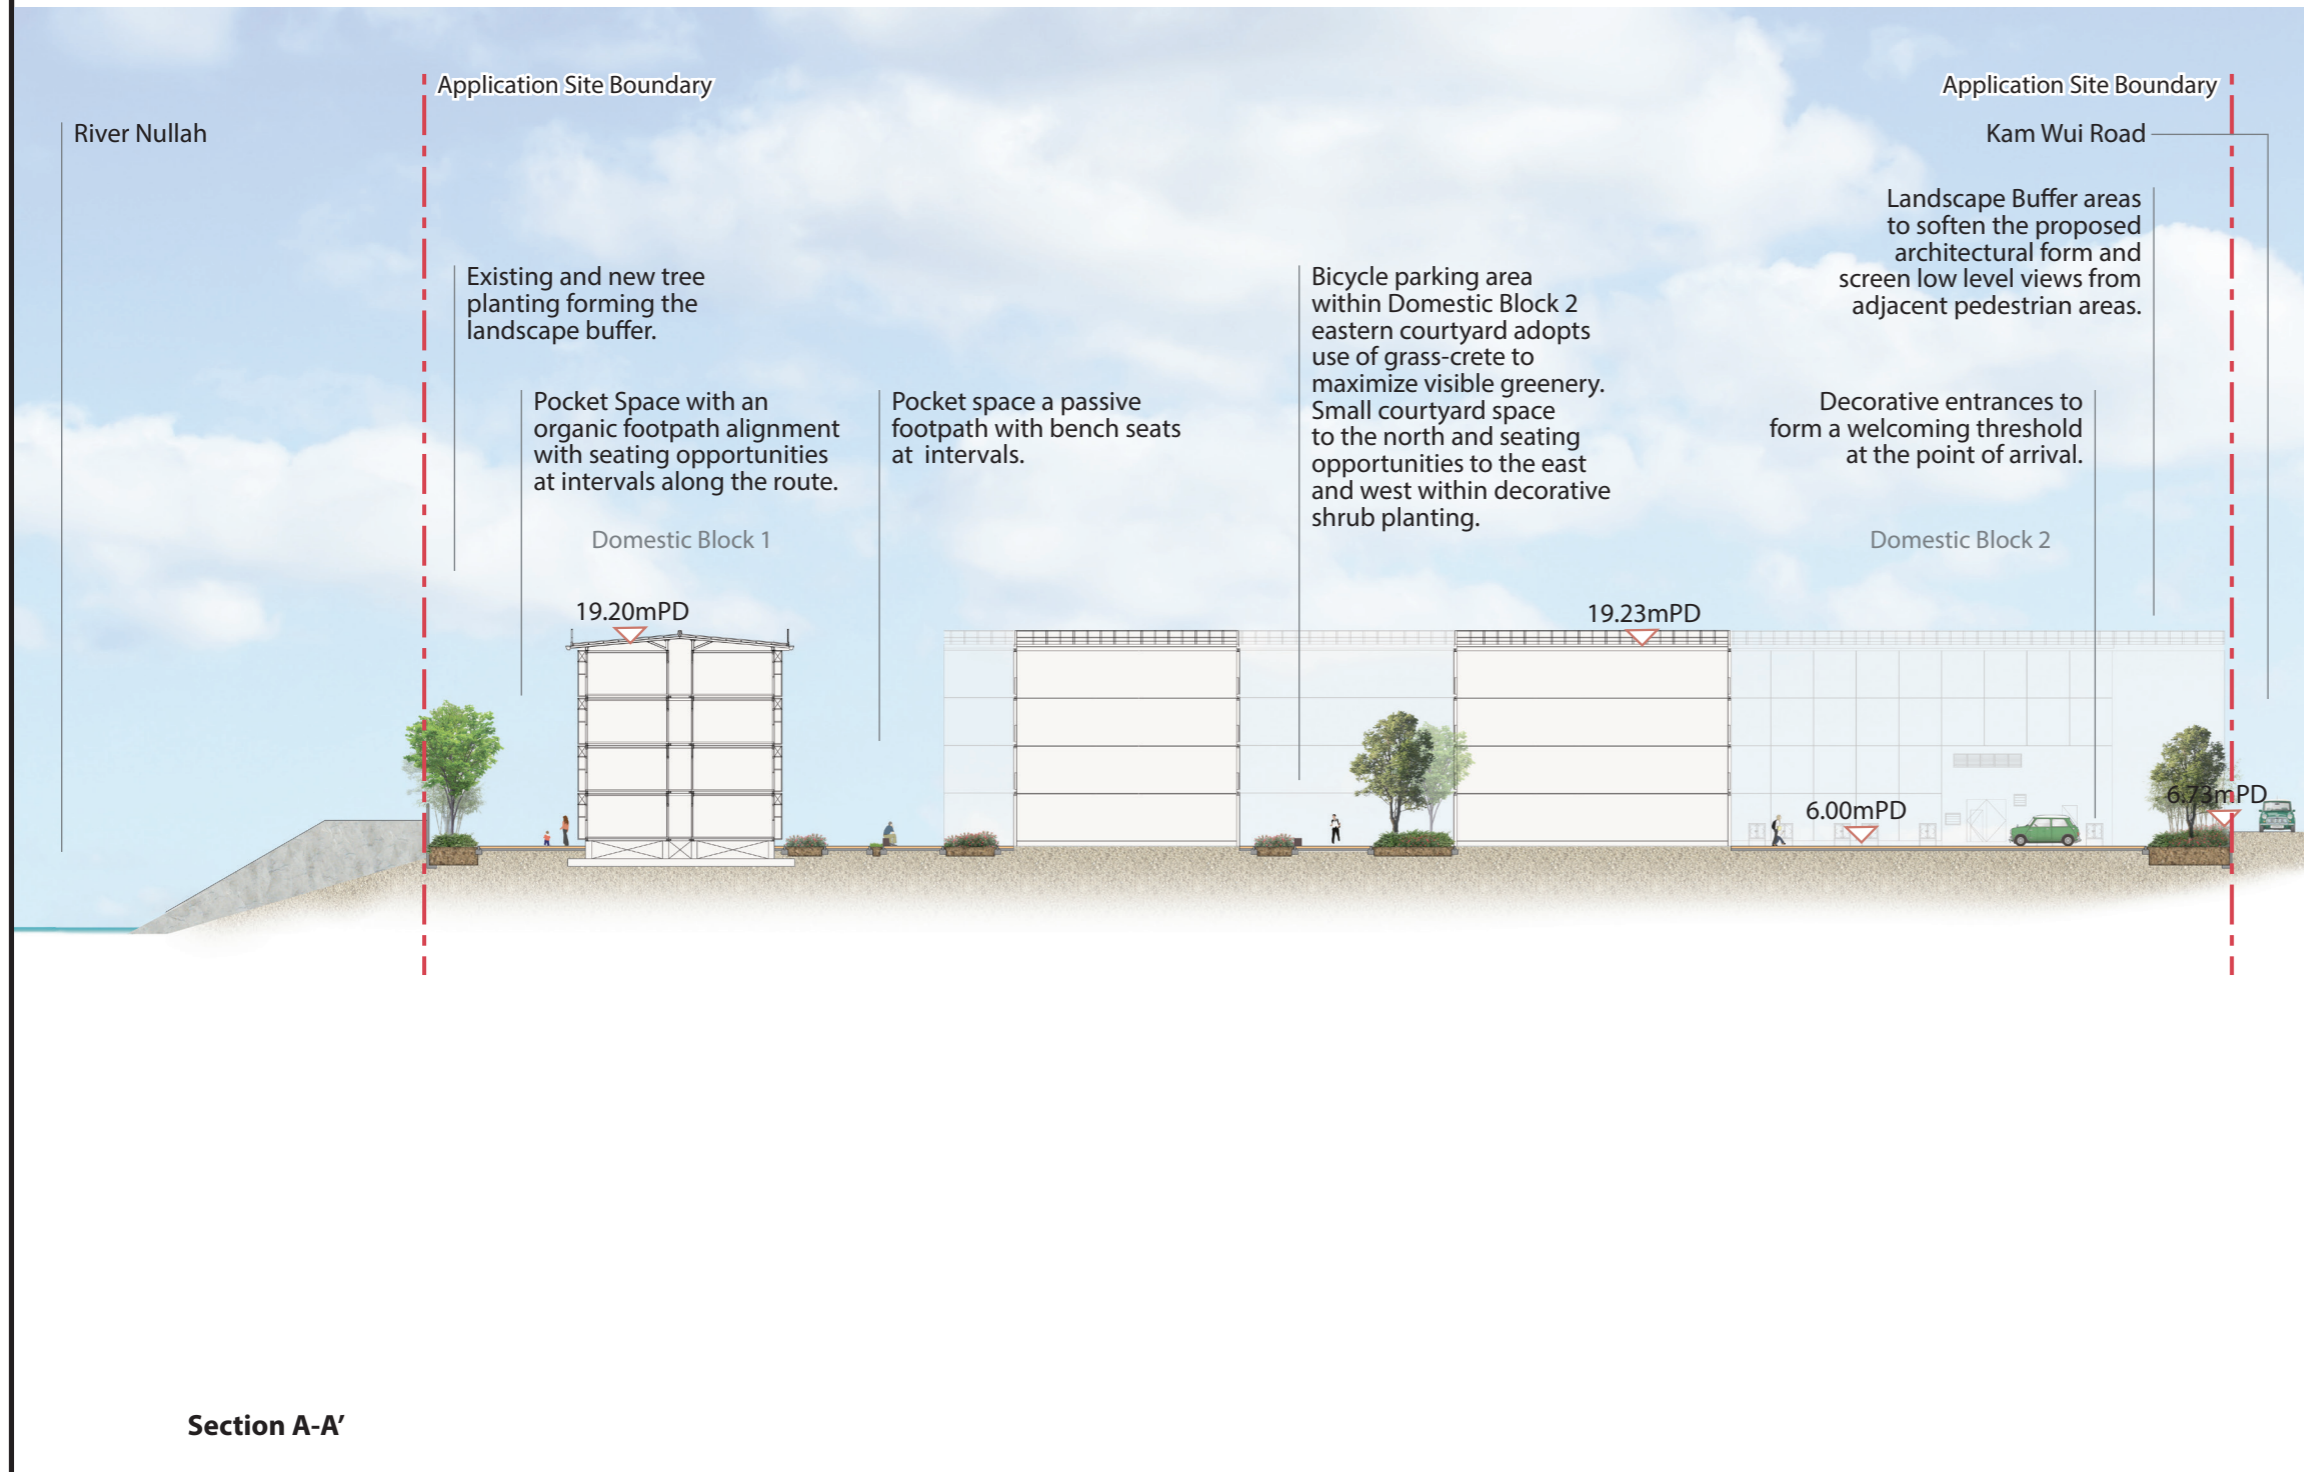 Application Site Boundary
Application Site Boundary
River Nullah
Kam Wui Road
Landscape Buffer areas
to soften the proposed
architectural form and
screen low level views from
adjacent pedestrian areas.
Existing and new tree
planting forming the
landscape buffer.
Bicycle parking area
within Domestic Block 2
eastern courtyard adopts
use of grass-crete to
maximize visible greenery.
Small courtyard space
to the north and seating
opportunities to the east
and west within decorative
shrub planting.
Pocket Space with an
organic footpath alignment
with seating opportunities
at intervals along the route.
Pocket space a passive
footpath with bench seats
at intervals.
Decorative entrances to
form a welcoming threshold
at the point of arrival.
Domestic Block 1
Domestic Block 2
19.20mPD
19.23mPD
6.00mPD
6.73mPD
Section A-A'